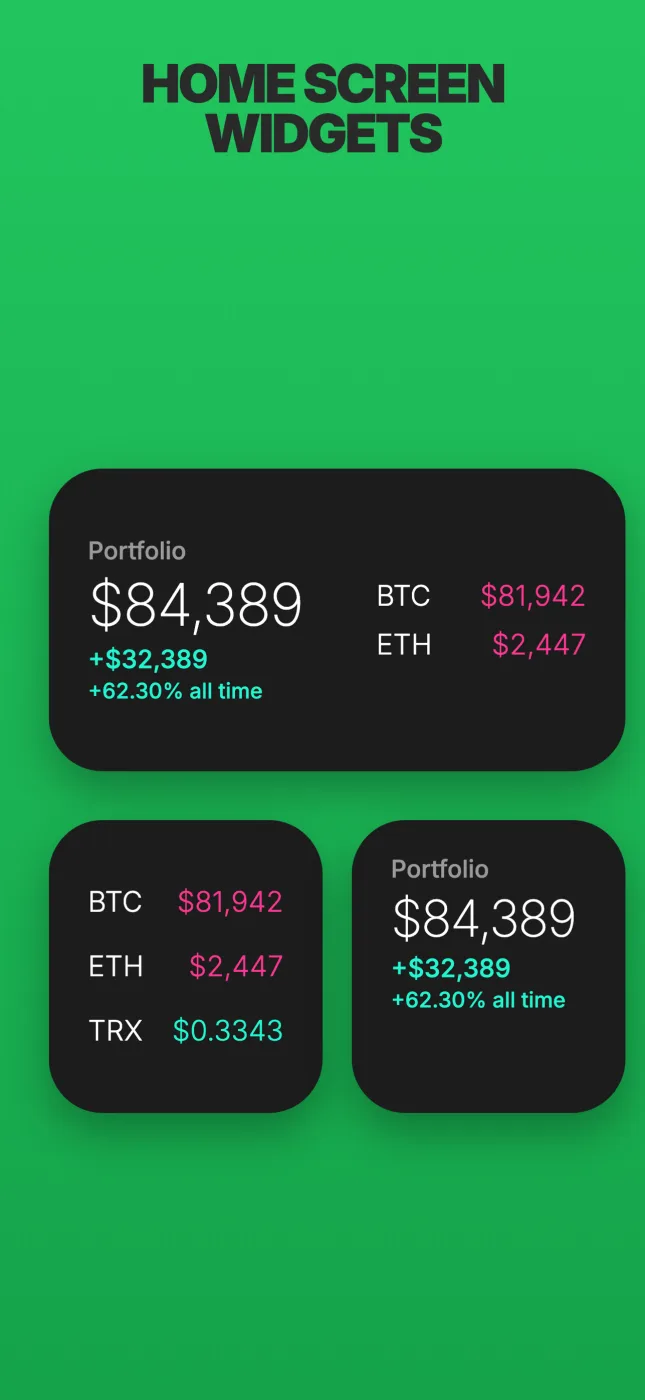 HOME SCREEN
WIDGETS
Portfolio
$84,389
+$32,389
+62.30% all time
BTC $81,942
ETH $2,447
BTC $81,942
ETH $2,447
TRX $0.3343
Portfolio
$84,389
+$32,389
+62.30% all time